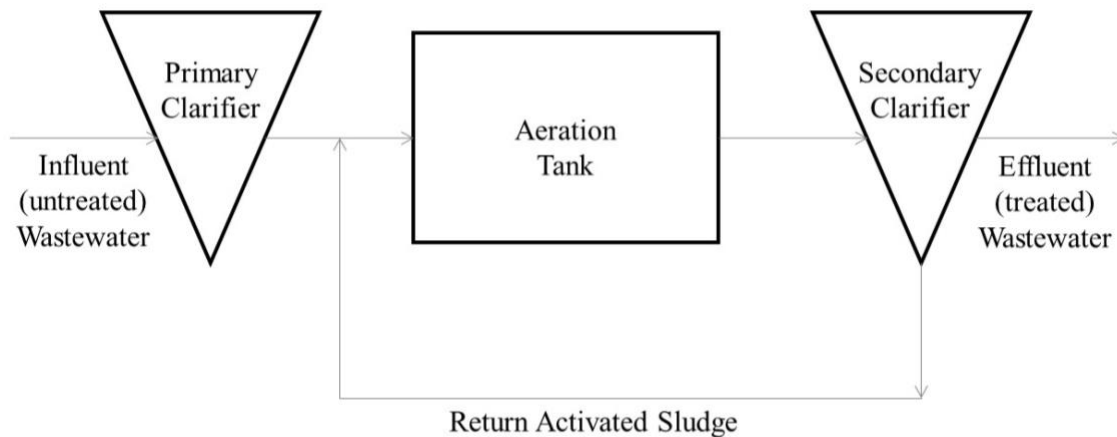 Primary
Clarifier
Influent
(untreated)
Wastewater
Aeration
Tank
Secondary
Clarifier
Effluent
(treated)
Wastewater
Return Activated Sludge